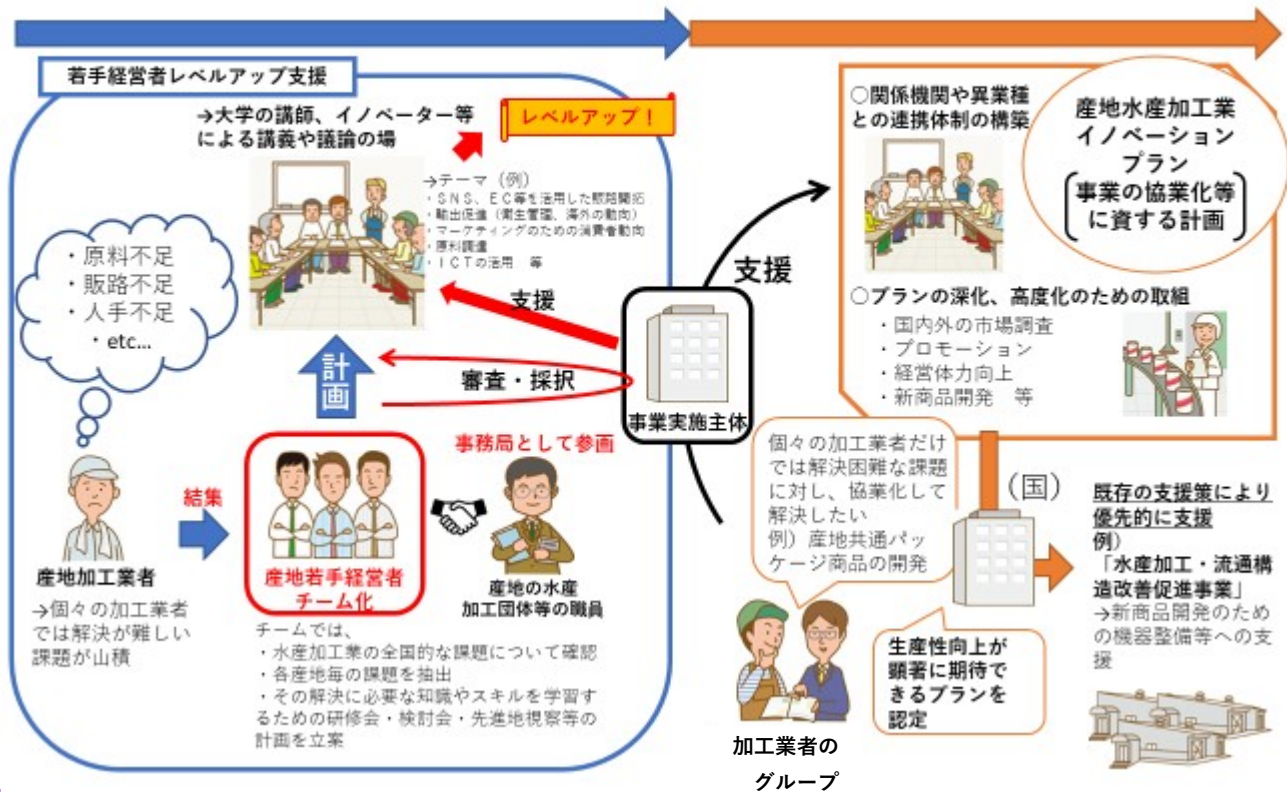 若手経営者レベルアップ支援
→大学の講師、イノベーター等
による講義や議論の場
レベルアップ！
→テーマ（例）
・ＳＮＳ、ＥＣ等を活用した販路開拓
・輸出促進（衛生管理、海外の動向）
・マーケティングのための消費者動向
・原料調達
・ＩＣＴの活用　等
・原料不足
・販路不足
・人手不足
・etc...
支援
計画
審査・採択
事業実施主体
事務局として参画
結集
産地加工業者
→個々の加工業者
では解決が難しい
課題が山積
産地若手経営者
チーム化
産地の水産
加工団体等の職員
チームでは、
・水産加工業の全国的な課題について確認
・各産地毎の課題を抽出
・その解決に必要な知識やスキルを学習す
るための研修会・検討会・先進地視察等の
計画を立案
支援
○関係機関や異業種
との連携体制の構築
産地水産加工業
イノベーション
プラン
事業の協業化等
に資する計画
○プランの深化、高度化のための取組
・国内外の市場調査
・プロモーション
・経営体力向上
・新商品開発　等
個々の加工業者だけ
では解決困難な課題
に対し、協業化して
解決したい
例）産地共通パッ
ケージ商品の開発
加工業者の
グループ
（国）
生産性向上が
顕著に期待で
きるプランを
認定
既存の支援策により
優先的に支援
例）
「水産加工・流通構
造改善促進事業」
→新商品開発のため
の機器整備等への支
援